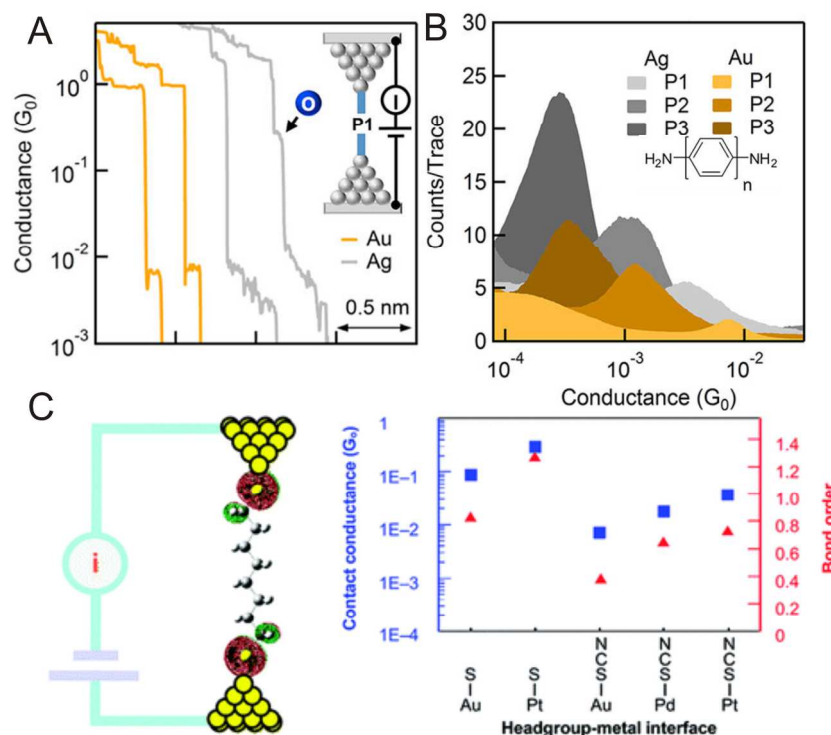 A
Conductance (G0)
10^0
10^-1
10^-2
10^-3
O
P1
I
Au
Ag
0.5 nm
B
Counts/Trace
30
25
20
15
10
5
0
Ag Au
P1 P1
P2 P2
P3 P3
H2N [ ]n NH2
10^-4 10^-3 10^-2
Conductance (G0)
C
i
Contact conductance (G0)
1
1E–1
1E–2
1E–3
1E–4
Bond order
1.4
1.2
1.0
0.8
0.6
0.4
0
S–Au
S–Pt
NCS–Au
NCS–Pd
NCS–Pt
Headgroup-metal interface